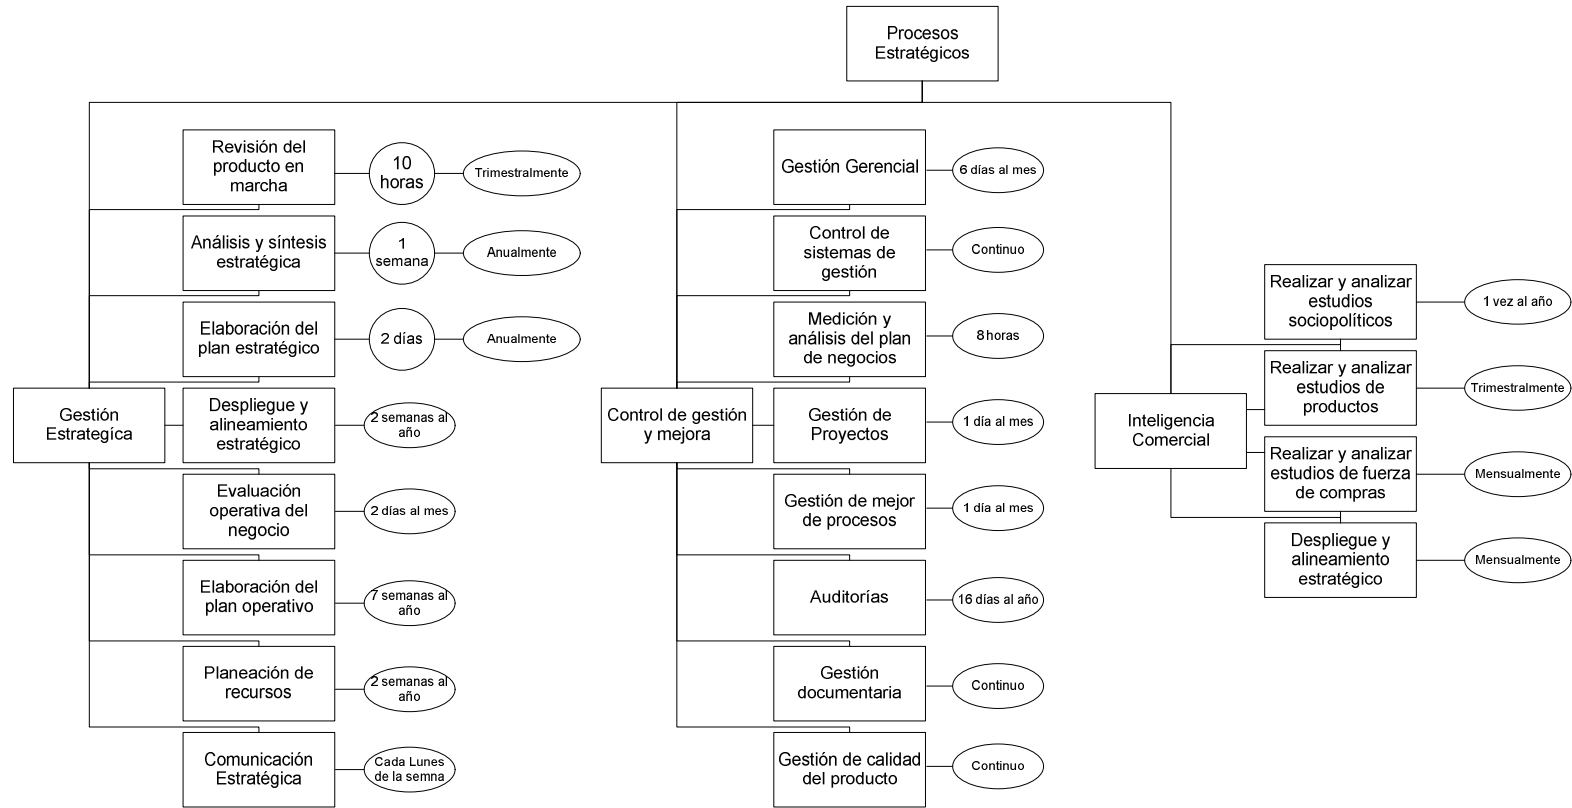 Procesos
Estratégicos
Revisión del
producto en
marcha
10
horas
Trimestralmente
Análisis y síntesis
estratégica
1
semana
Anualmente
Elaboración del
plan estratégico
2 días
Anualmente
Gestión
Estrategíca
Despliegue y
alineamiento
estratégico
2 semanas al
año
Evaluación
operativa del
negocio
2 días al mes
Elaboración del
plan operativo
7 semanas al
año
Planeación de
recursos
2 semanas al
año
Comunicación
Estratégica
Cada Lunes
de la semna
Gestión Gerencial
6 días al mes
Control de
sistemas de
gestión
Continuo
Medición y
análisis del plan
de negocios
8 horas
Control de gestión
y mejora
Gestión de
Proyectos
1 día al mes
Gestión de mejor
de procesos
1 día al mes
Auditorías
16 días al año
Gestión
documentaria
Continuo
Gestión de calidad
del producto
Continuo
Inteligencia
Comercial
Realizar y analizar
estudios
sociopolíticos
1 vez al año
Realizar y analizar
estudios de
productos
Trimestralmente
Realizar y analizar
estudios de fuerza
de compras
Mensualmente
Despliegue y
alineamiento
estratégico
Mensualmente